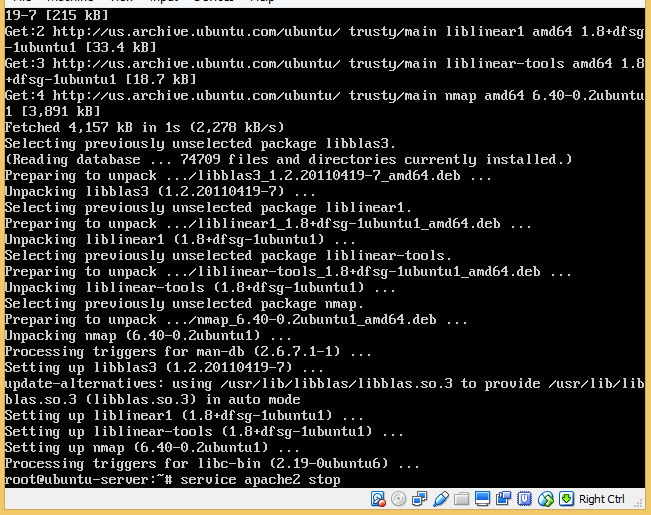 19-7 [215 kB]
Get:2 http://us.archive.ubuntu.com/ubuntu/ trusty/main liblinear1 amd64 1.8+dfsg
-1ubuntu1 [33.4 kB]
Get:3 http://us.archive.ubuntu.com/ubuntu/ trusty/main liblinear-tools amd64 1.8
+dfsg-1ubuntu1 [18.7 kB]
Get:4 http://us.archive.ubuntu.com/ubuntu/ trusty/main nmap amd64 6.40-0.2ubuntu
1 [3,891 kB]
Fetched 4,157 kB in 1s (2,278 kB/s)
Selecting previously unselected package libblas3.
(Reading database ... 74709 files and directories currently installed.)
Preparing to unpack .../libblas3_1.2.20110419-7_amd64.deb ...
Unpacking libblas3 (1.2.20110419-7) ...
Selecting previously unselected package liblinear1.
Preparing to unpack .../liblinear1_1.8+dfsg-1ubuntu1_amd64.deb ...
Unpacking liblinear1 (1.8+dfsg-1ubuntu1) ...
Selecting previously unselected package liblinear-tools.
Preparing to unpack .../liblinear-tools_1.8+dfsg-1ubuntu1_amd64.deb ...
Unpacking liblinear-tools (1.8+dfsg-1ubuntu1) ...
Selecting previously unselected package nmap.
Preparing to unpack .../nmap_6.40-0.2ubuntu1_amd64.deb ...
Unpacking nmap (6.40-0.2ubuntu1) ...
Processing triggers for man-db (2.6.7.1-1) ...
Setting up libblas3 (1.2.20110419-7) ...
update-alternatives: using /usr/lib/libblas/libblas.so.3 to provide /usr/lib/lib
blas.so.3 (libblas.so.3) in auto mode
Setting up liblinear1 (1.8+dfsg-1ubuntu1) ...
Setting up liblinear-tools (1.8+dfsg-1ubuntu1) ...
Setting up nmap (6.40-0.2ubuntu1) ...
Processing triggers for libc-bin (2.19-0ubuntu6) ...
root@ubuntu-server:~# service apache2 stop
Right Ctrl